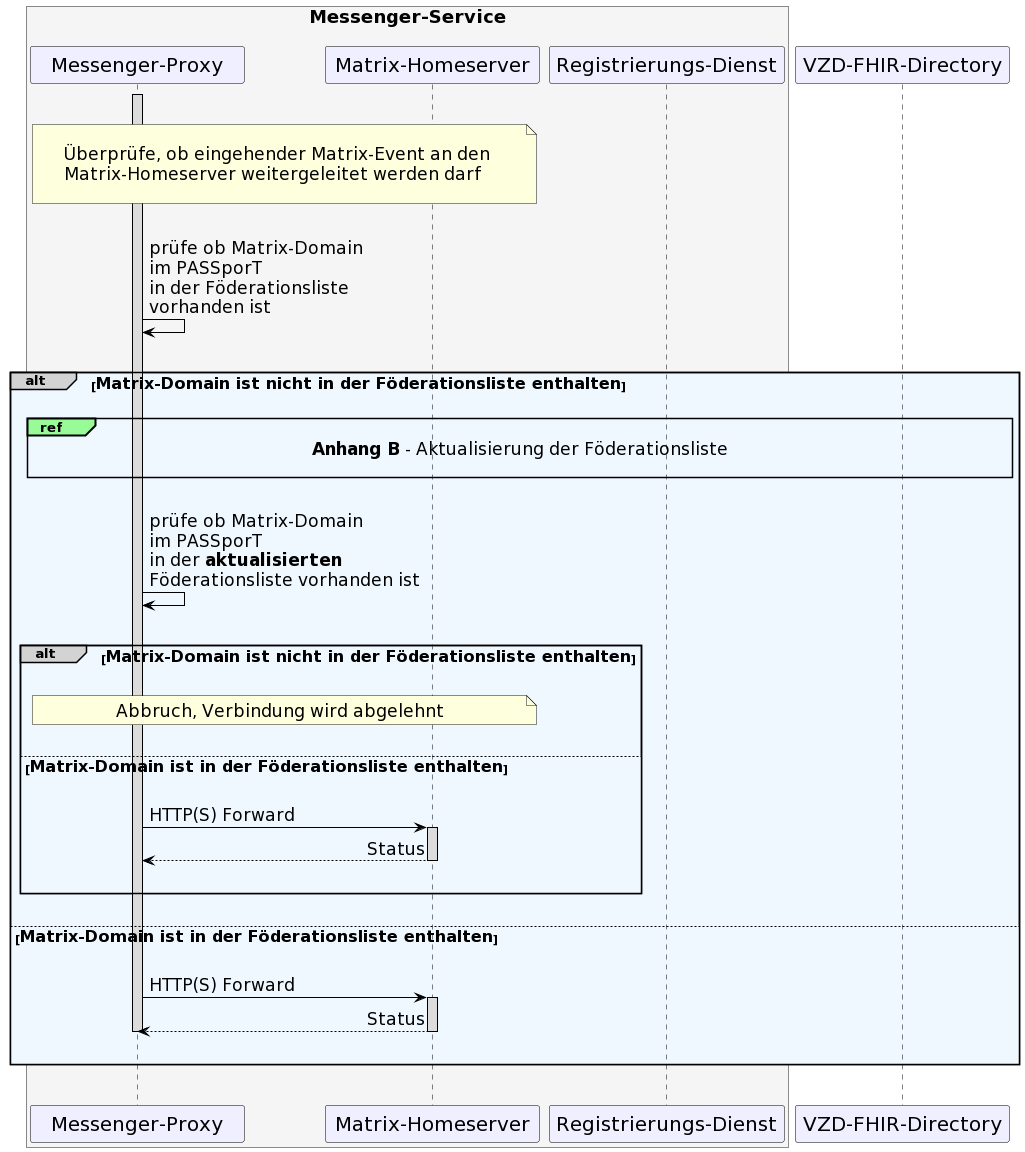 Messenger-Service
Messenger-Proxy
Matrix-Homeserver
Registrierungs-Dienst
VZD-FHIR-Directory
Überprüfe, ob eingehender Matrix-Event an den
Matrix-Homeserver weitergeleitet werden darf
prüfe ob Matrix-Domain
im PASSporT
in der Föderationsliste
vorhanden ist
alt
[Matrix-Domain ist nicht in der Föderationsliste enthalten]
ref
Anhang B - Aktualisierung der Föderationsliste
prüfe ob Matrix-Domain
im PASSporT
in der aktualisierten
Föderationsliste vorhanden ist
alt
[Matrix-Domain ist nicht in der Föderationsliste enthalten]
Abbruch, Verbindung wird abgelehnt
[Matrix-Domain ist in der Föderationsliste enthalten]
HTTP(S) Forward
Status
[Matrix-Domain ist in der Föderationsliste enthalten]
HTTP(S) Forward
Status
Messenger-Proxy
Matrix-Homeserver
Registrierungs-Dienst
VZD-FHIR-Directory